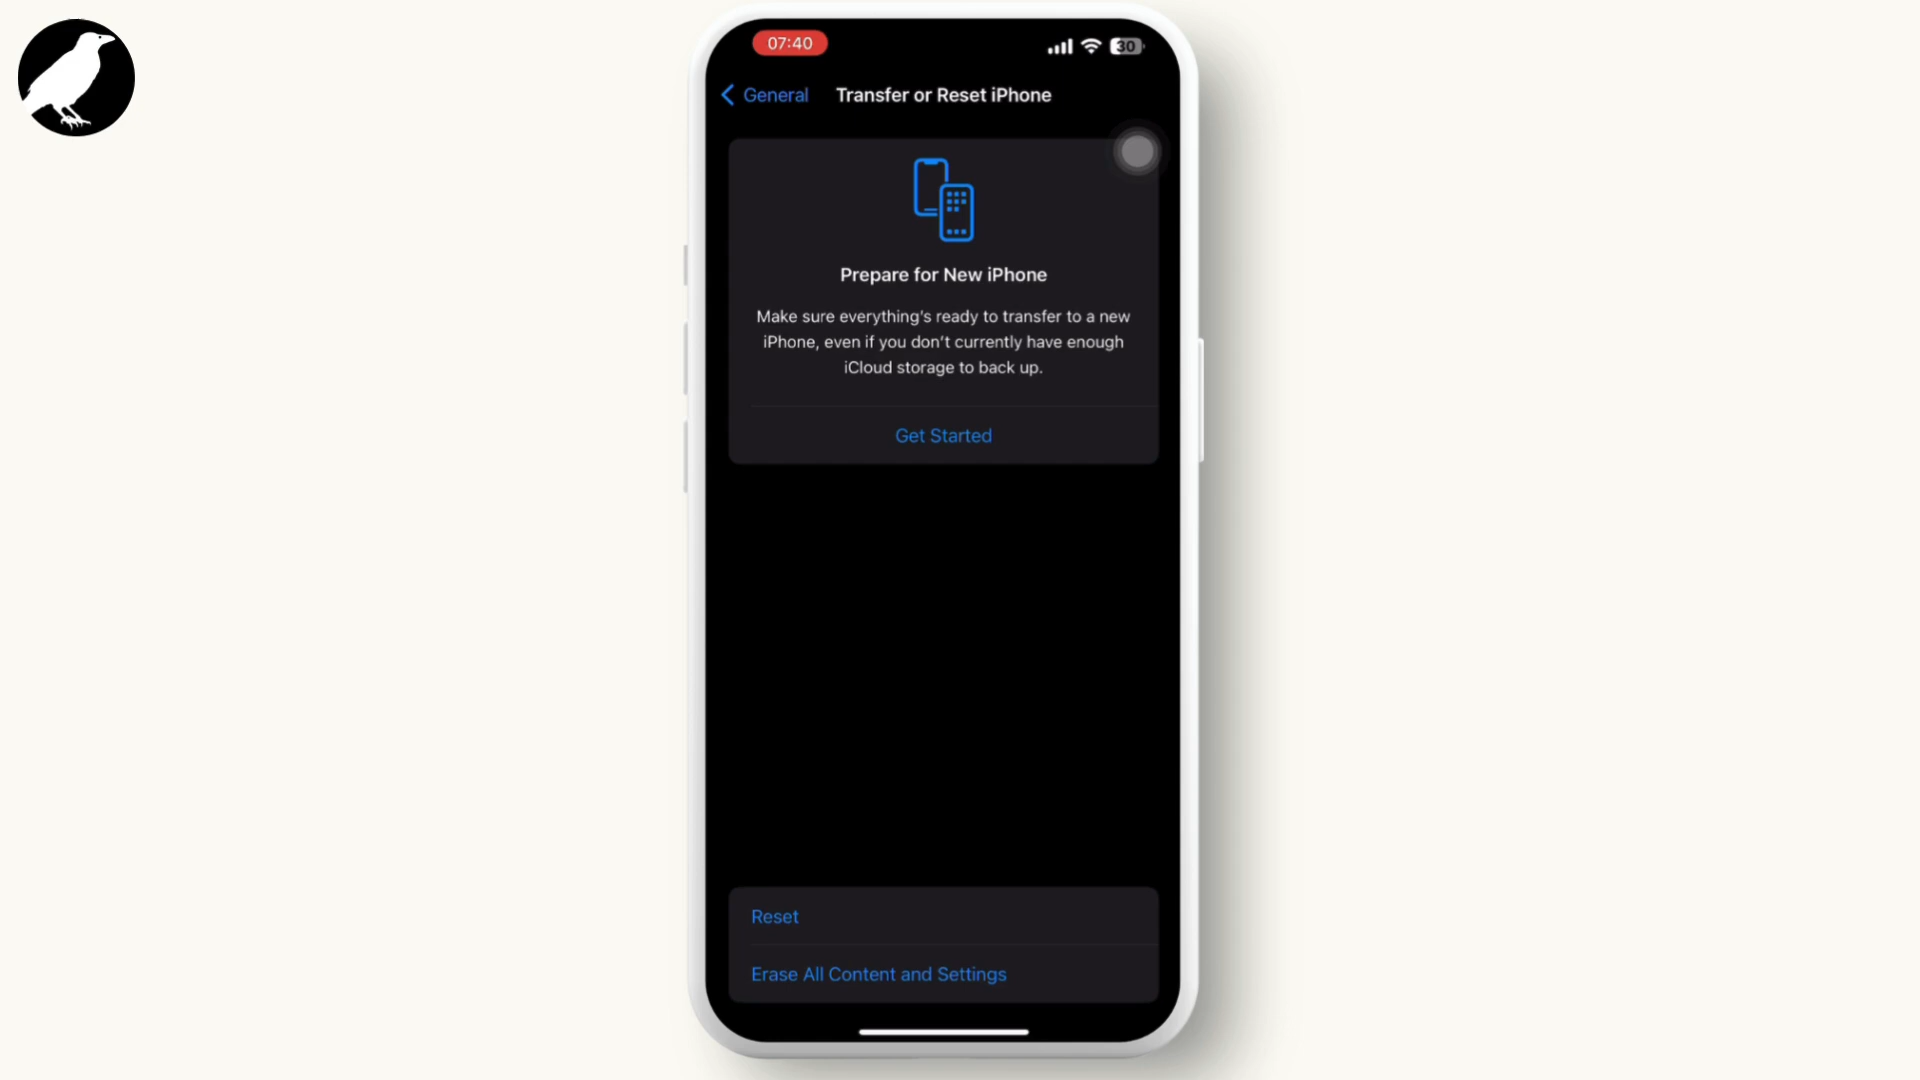 07:40
30
General
Transfer or Reset iPhone
Prepare for New iPhone
Make sure everything's ready to transfer to a new
iPhone, even if you don't currently have enough
iCloud storage to back up.
Get Started
Reset
Erase All Content and Settings